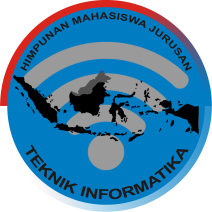 HIMPUNAN MAHASISWA JURUSAN
TEKNIK INFORMATIKA